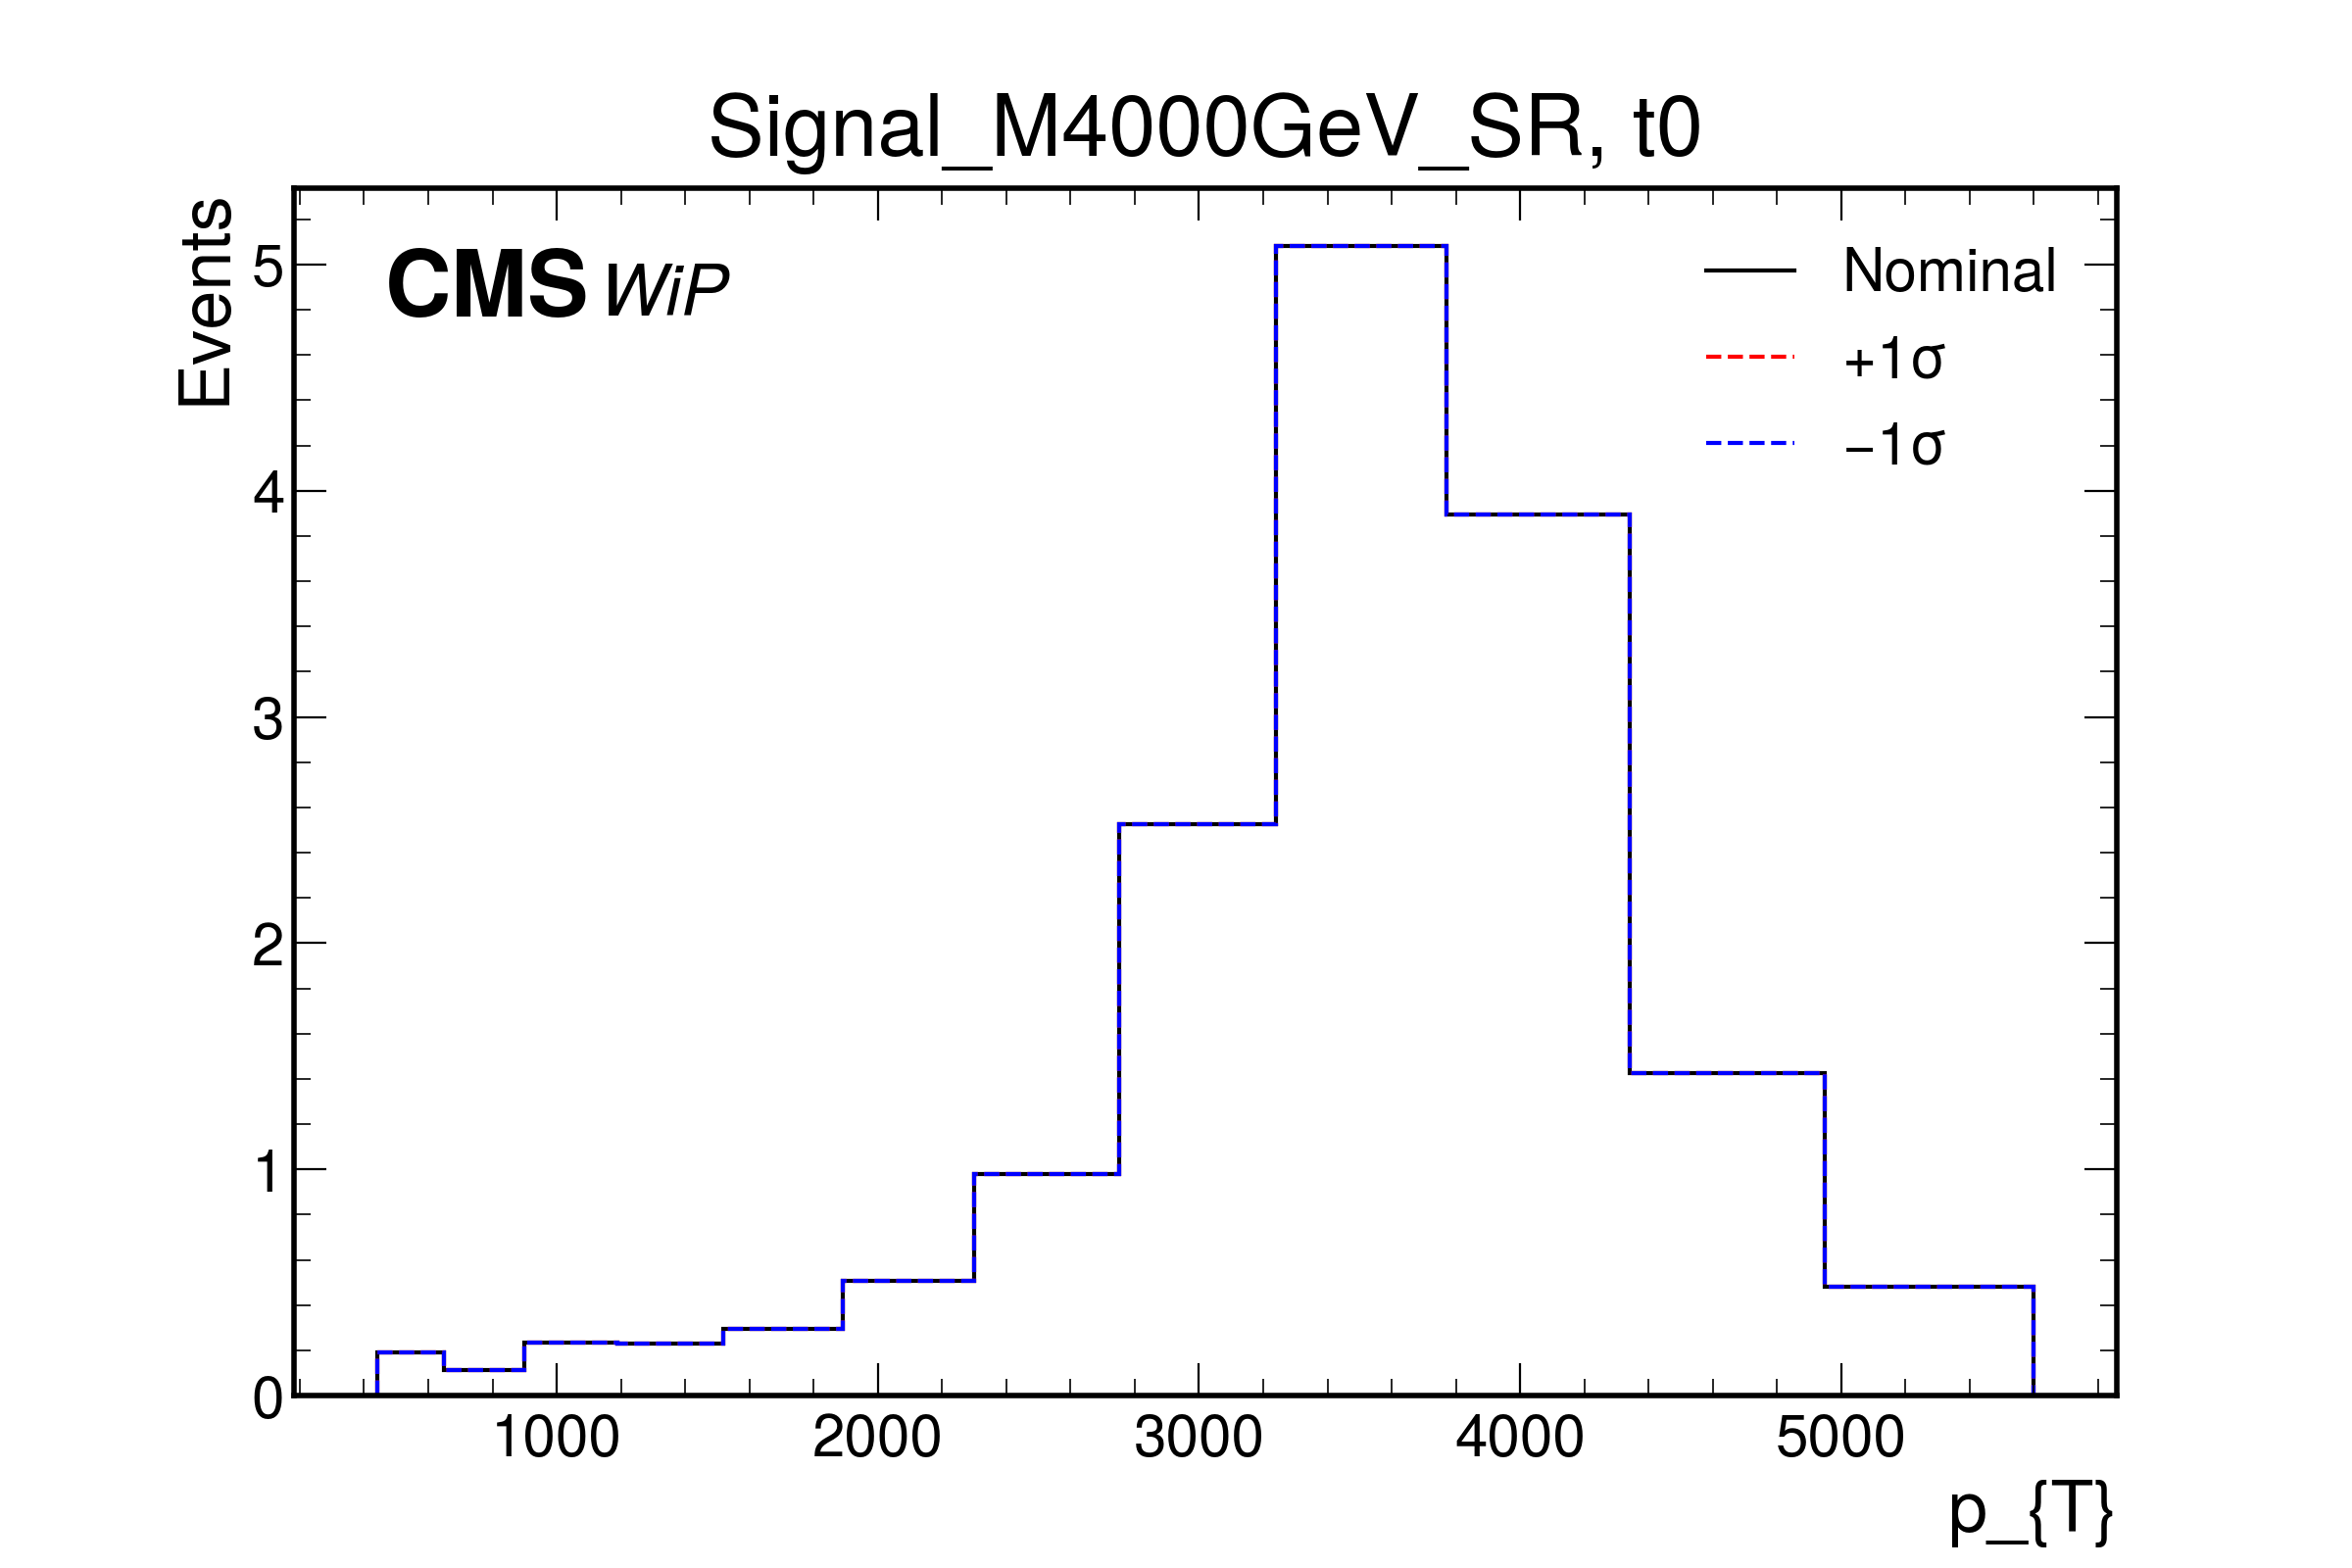 Signal_M4000GeV_SR, t0
Events
CMS WiP
Nominal
+1σ
−1σ
5
4
3
2
1
0
1000 2000 3000 4000 5000
p_{T}